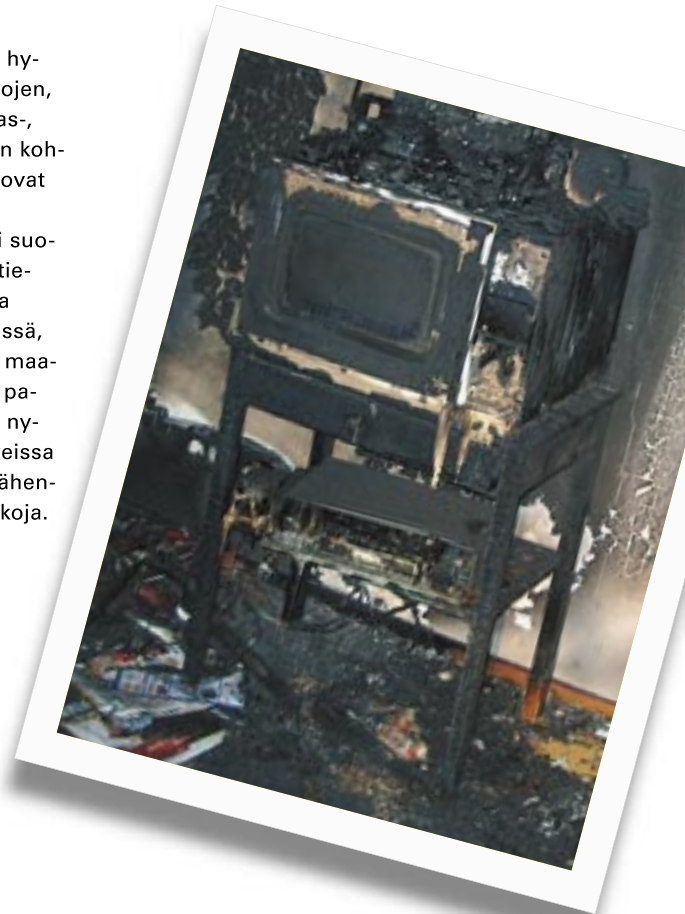 hy-
ojen,
as-,
n koh-
ovat
i suo-
tie-
a
ssä,
maa-
pa-
ny-
eissa
ähen-
koja.